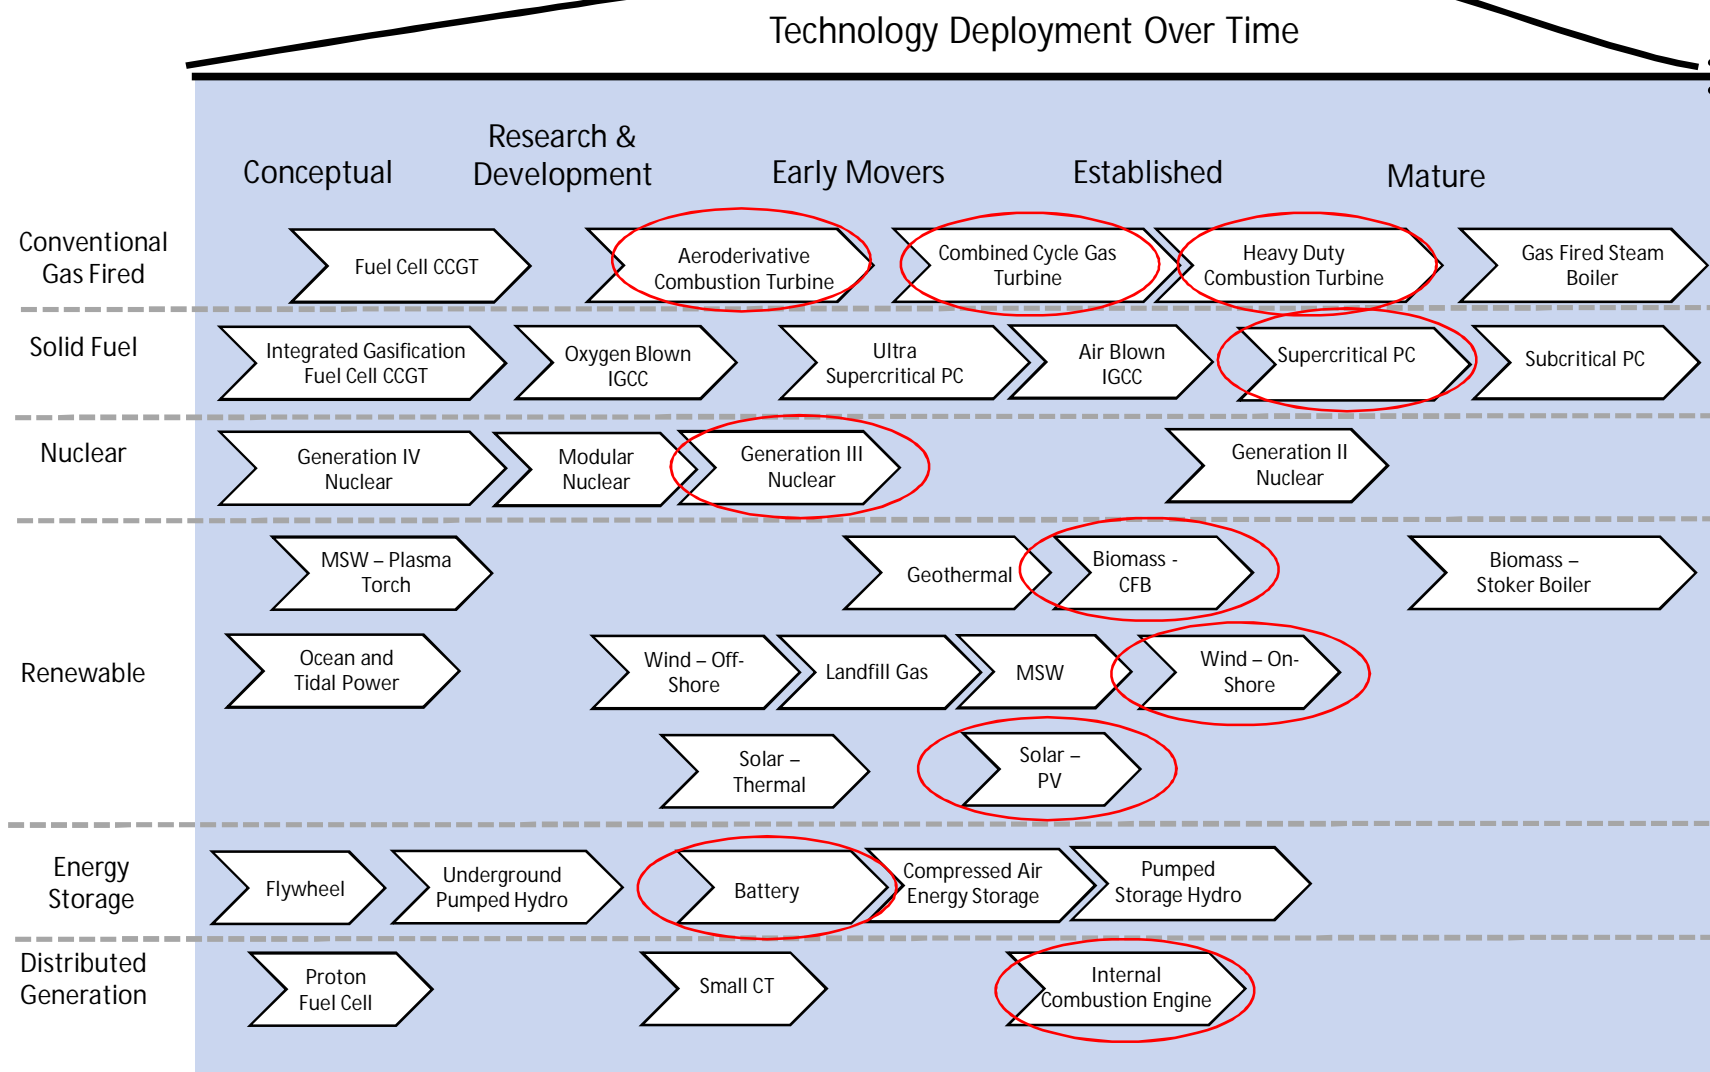 Technology Deployment Over Time
Conceptual
Research &
Development
Early Movers
Established
Mature
Conventional
Gas Fired
Fuel Cell CCGT
Aeroderivative
Combustion Turbine
Combined Cycle Gas
Turbine
Heavy Duty
Combustion Turbine
Gas Fired Steam
Boiler
Solid Fuel
Integrated Gasification
Fuel Cell CCGT
Oxygen Blown
IGCC
Ultra
Supercritical PC
Air Blown
IGCC
Supercritical PC
Subcritical PC
Nuclear
Generation IV
Nuclear
Modular
Nuclear
Generation III
Nuclear
Generation II
Nuclear
Renewable
MSW – Plasma
Torch
Geothermal
Biomass -
CFB
Biomass –
Stoker Boiler
Ocean and
Tidal Power
Wind – Off-
Shore
Landfill Gas
MSW
Wind – On-
Shore
Solar –
Thermal
Solar –
PV
Energy
Storage
Flywheel
Underground
Pumped Hydro
Battery
Compressed Air
Energy Storage
Pumped
Storage Hydro
Distributed
Generation
Proton
Fuel Cell
Small CT
Internal
Combustion Engine